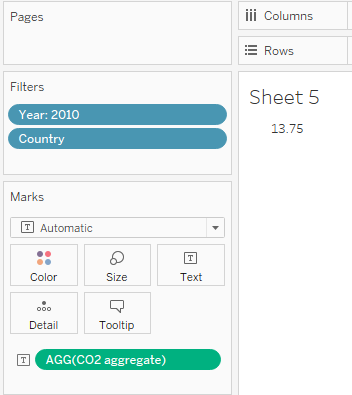 Pages
Filters
Year: 2010
Country
Marks
T Automatic
Color Size T Text
Detail Tooltip
T AGG(CO2 aggregate)
Columns
Rows
Sheet 5
13.75